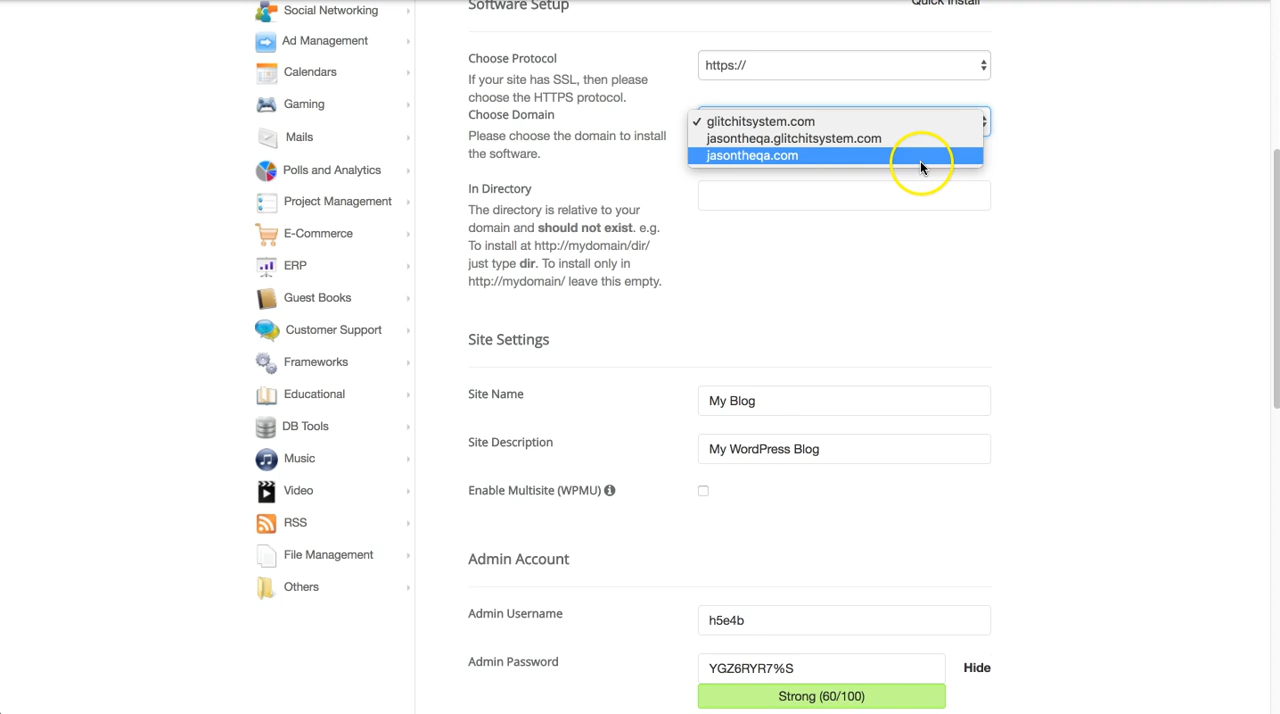 Social Networking
Ad Management
Calendars
Gaming
Mails
Polls and Analytics
Project Management
E-Commerce
ERP
Guest Books
Customer Support
Frameworks
Educational
DB Tools
Music
Video
RSS
File Management
Others
Software Setup
Quick Install
Choose Protocol
If your site has SSL, then please
choose the HTTPS protocol.
https://
Choose Domain
Please choose the domain to install
the software.
✓ glitchitsystem.com
jasontheqa.glitchitsystem.com
jasontheqa.com
In Directory
The directory is relative to your
domain and should not exist. e.g.
To install at http://mydomain/dir/
just type dir. To install only in
http://mydomain/ leave this empty.
Site Settings
Site Name
My Blog
Site Description
My WordPress Blog
Enable Multisite (WPMU)
Admin Account
Admin Username
h5e4b
Admin Password
YGZ6RYR7%S
Hide
Strong (60/100)